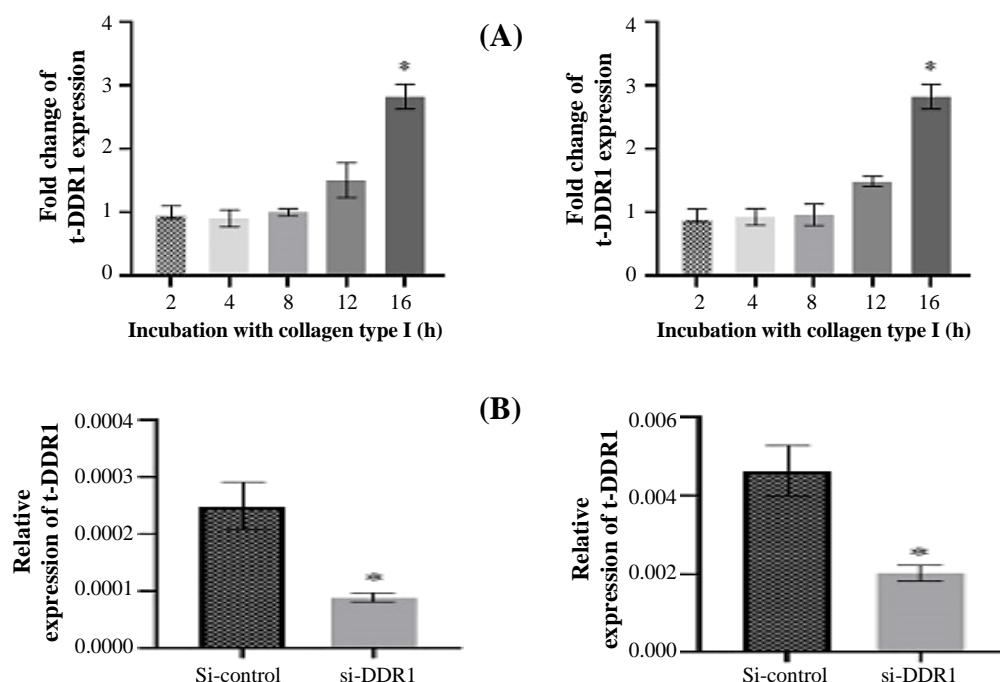 (A)
Fold change of
t-DDR1 expression
4
3
2
1
0
*
2 4 8 12 16
Incubation with collagen type I (h)
Fold change of
t-DDR1 expression
4
3
2
1
0
*
2 4 8 12 16
Incubation with collagen type I (h)
(B)
Relative
expression of t-DDR1
0.0004
0.0003
0.0002
0.0001
0.0000
*
Si-control si-DDR1
Relative
expression of t-DDR1
0.006
0.004
0.002
0.000
*
Si-control si-DDR1